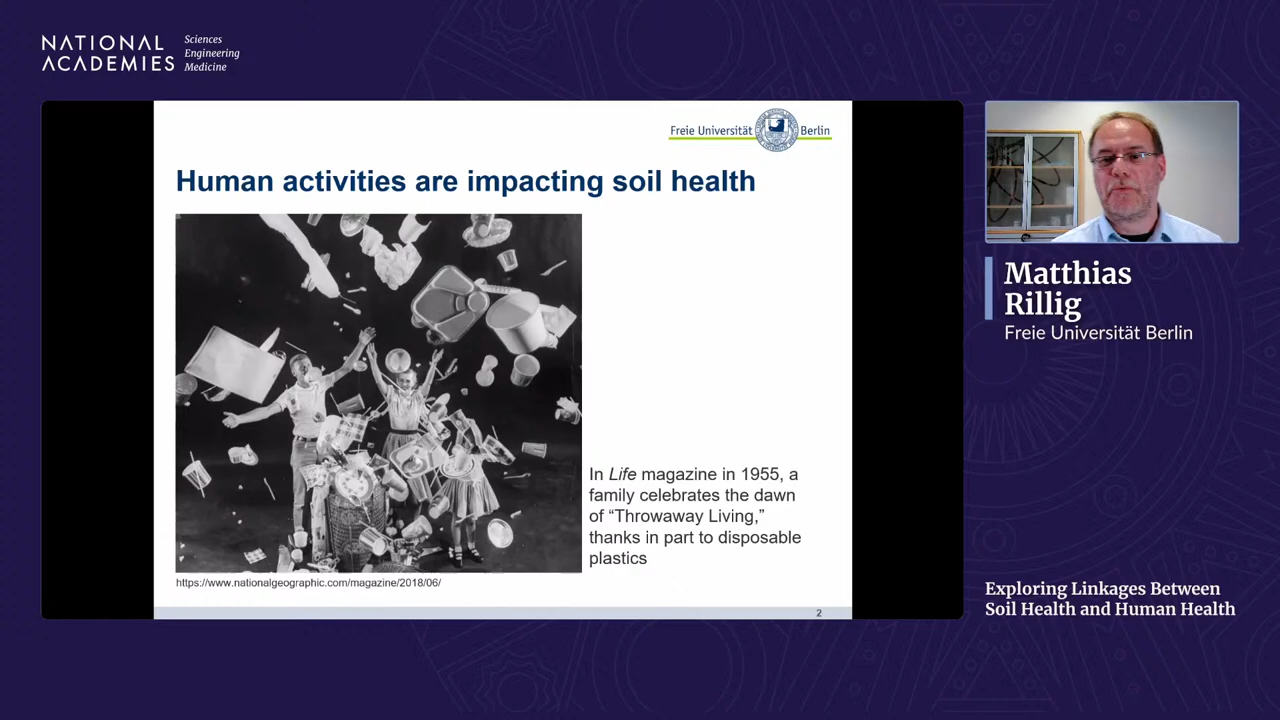 NATIONAL
ACADEMIES
Sciences
Engineering
Medicine
Freie Universität Berlin
Human activities are impacting soil health
In Life magazine in 1955, a
family celebrates the dawn
of “Throwaway Living,”
thanks in part to disposable
plastics
https://www.nationalgeographic.com/magazine/2018/06/
2
Matthias
Rillig
Freie Universität Berlin
Exploring Linkages Between
Soil Health and Human Health